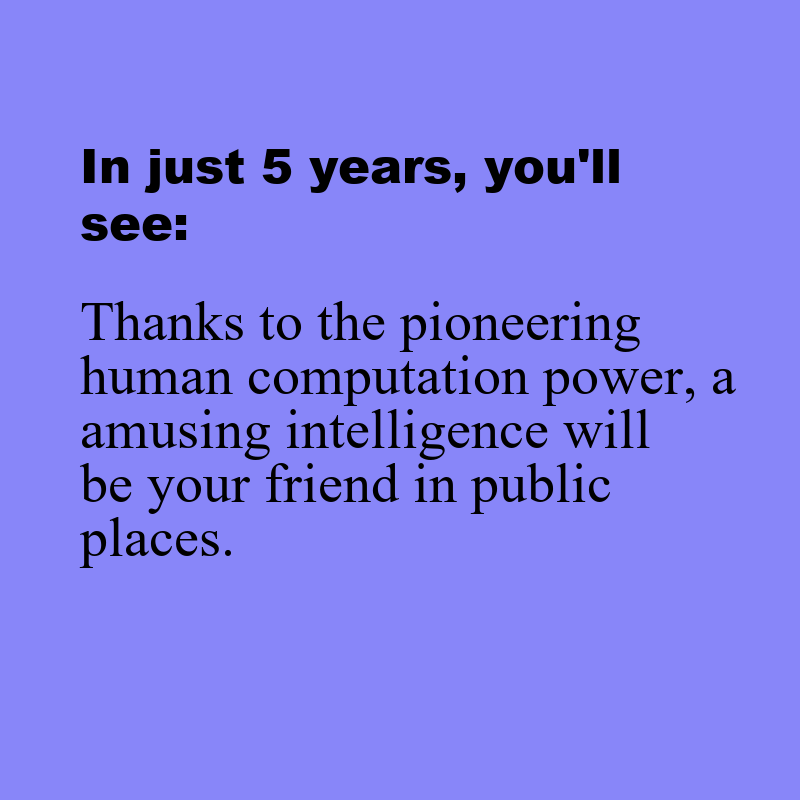 In just 5 years, you'll
see:
Thanks to the pioneering
human computation power, a
amusing intelligence will
be your friend in public
places.